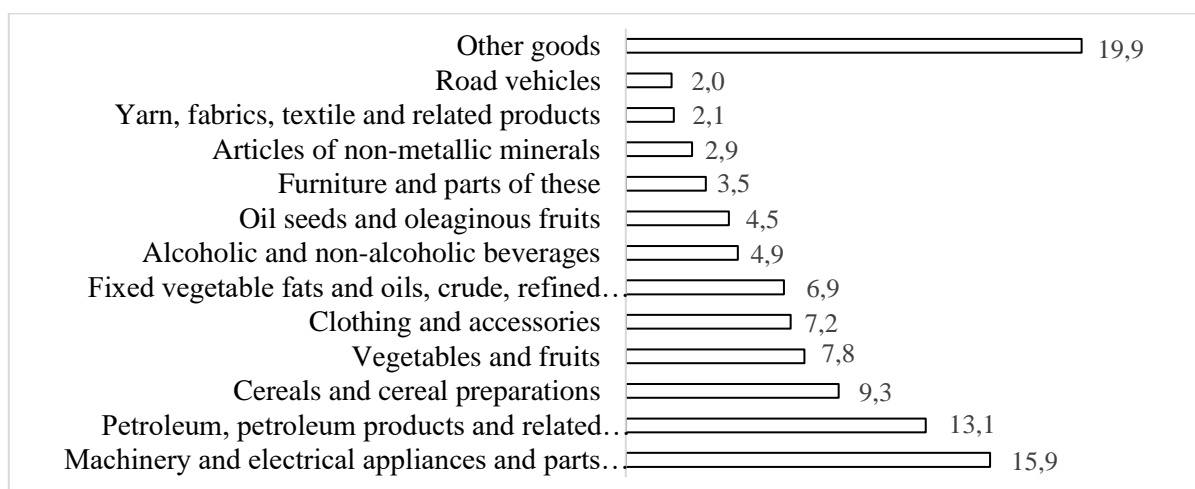 Other goods 19,9
Road vehicles 2,0
Yarn, fabrics, textile and related products 2,1
Articles of non-metallic minerals 2,9
Furniture and parts of these 3,5
Oil seeds and oleaginous fruits 4,5
Alcoholic and non-alcoholic beverages 4,9
Fixed vegetable fats and oils, crude, refined… 6,9
Clothing and accessories 7,2
Vegetables and fruits 7,8
Cereals and cereal preparations 9,3
Petroleum, petroleum products and related… 13,1
Machinery and electrical appliances and parts… 15,9